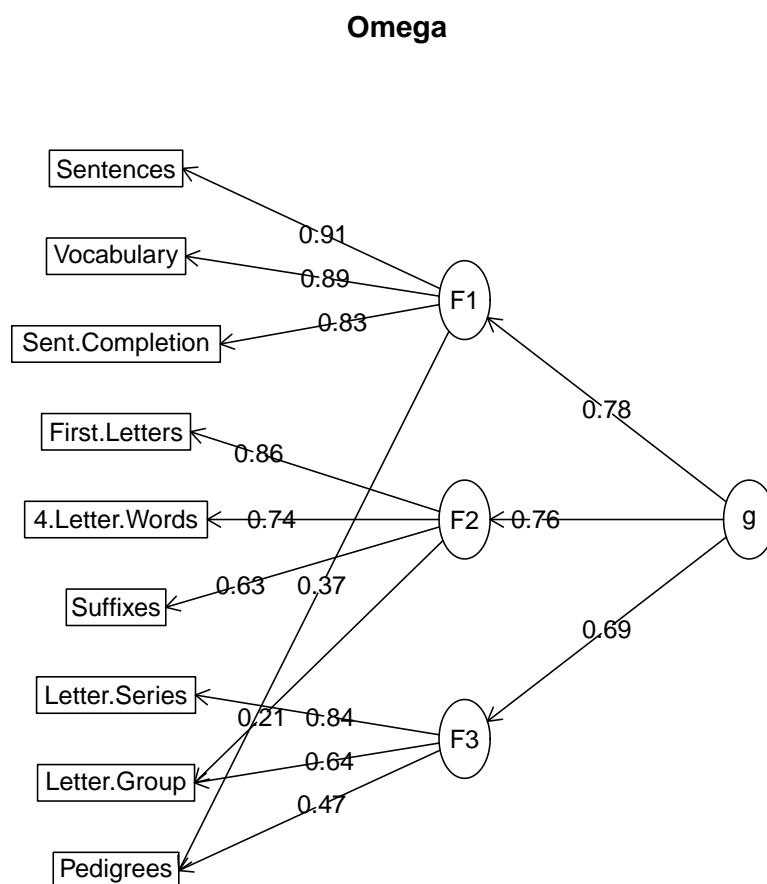 Omega
Sentences
0.91
Vocabulary
0.89
F1
Sent.Completion
0.83
0.78
First.Letters
0.86
4.Letter.Words
0.74
F2
0.76
g
Suffixes
0.63
0.37
0.69
Letter.Series
0.21
0.84
F3
Letter.Group
0.64
0.47
Pedigrees